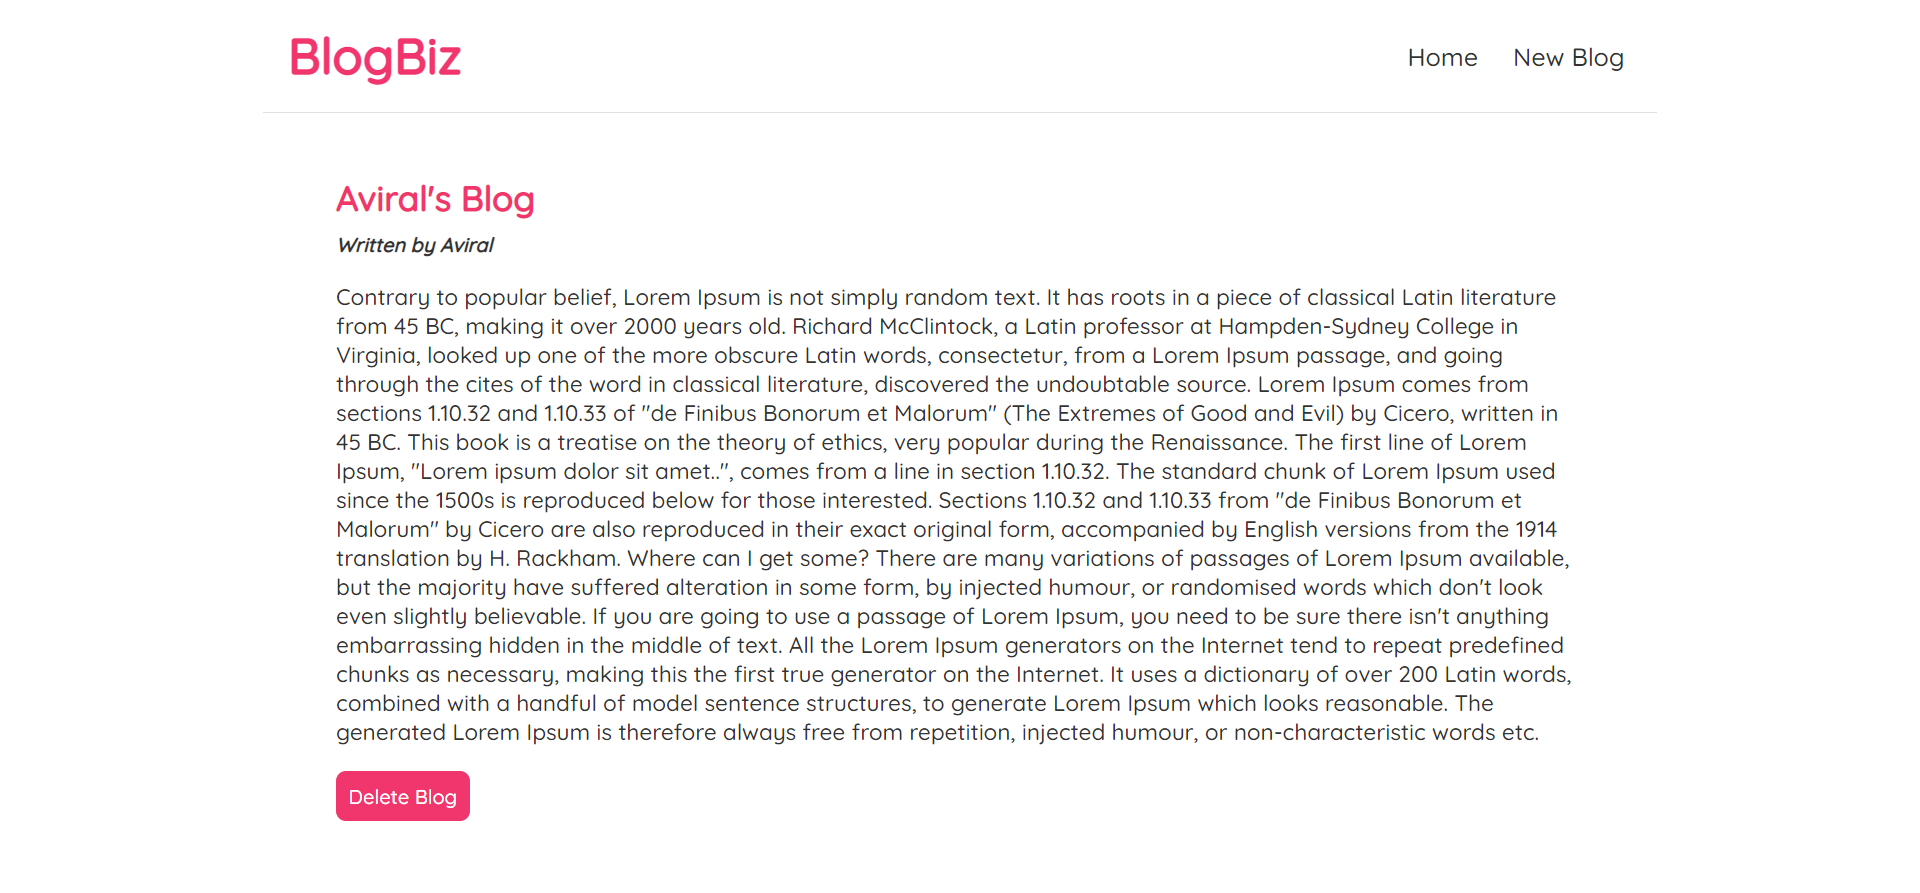 BlogBiz
Home New Blog
Aviral's Blog
Written by Aviral
Contrary to popular belief, Lorem Ipsum is not simply random text. It has roots in a piece of classical Latin literature
from 45 BC, making it over 2000 years old. Richard McClintock, a Latin professor at Hampden-Sydney College in
Virginia, looked up one of the more obscure Latin words, consectetur, from a Lorem Ipsum passage, and going
through the cites of the word in classical literature, discovered the undoubtable source. Lorem Ipsum comes from
sections 1.10.32 and 1.10.33 of "de Finibus Bonorum et Malorum" (The Extremes of Good and Evil) by Cicero, written in
45 BC. This book is a treatise on the theory of ethics, very popular during the Renaissance. The first line of Lorem
Ipsum, "Lorem ipsum dolor sit amet..", comes from a line in section 1.10.32. The standard chunk of Lorem Ipsum used
since the 1500s is reproduced below for those interested. Sections 1.10.32 and 1.10.33 from "de Finibus Bonorum et
Malorum" by Cicero are also reproduced in their exact original form, accompanied by English versions from the 1914
translation by H. Rackham. Where can I get some? There are many variations of passages of Lorem Ipsum available,
but the majority have suffered alteration in some form, by injected humour, or randomised words which don't look
even slightly believable. If you are going to use a passage of Lorem Ipsum, you need to be sure there isn't anything
embarrassing hidden in the middle of text. All the Lorem Ipsum generators on the Internet tend to repeat predefined
chunks as necessary, making this the first true generator on the Internet. It uses a dictionary of over 200 Latin words,
combined with a handful of model sentence structures, to generate Lorem Ipsum which looks reasonable. The
generated Lorem Ipsum is therefore always free from repetition, injected humour, or non-characteristic words etc.
Delete Blog